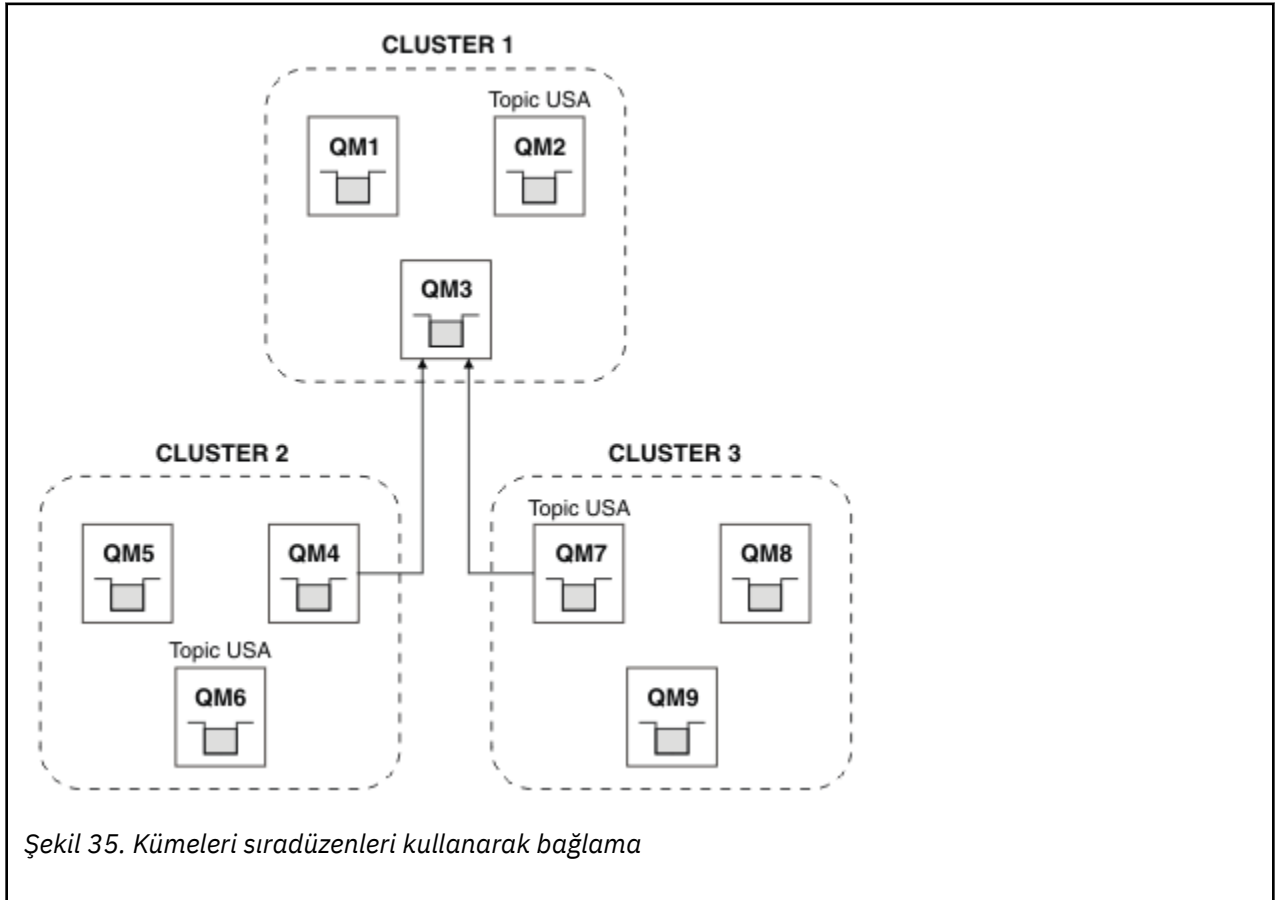 CLUSTER 1
Topic USA
QM1
QM2
QM3
CLUSTER 2
CLUSTER 3
Topic USA
QM5
QM4
QM7
QM8
Topic USA
QM6
QM9
Şekil 35. Kümeleri sıradüzenleri kullanarak bağlama